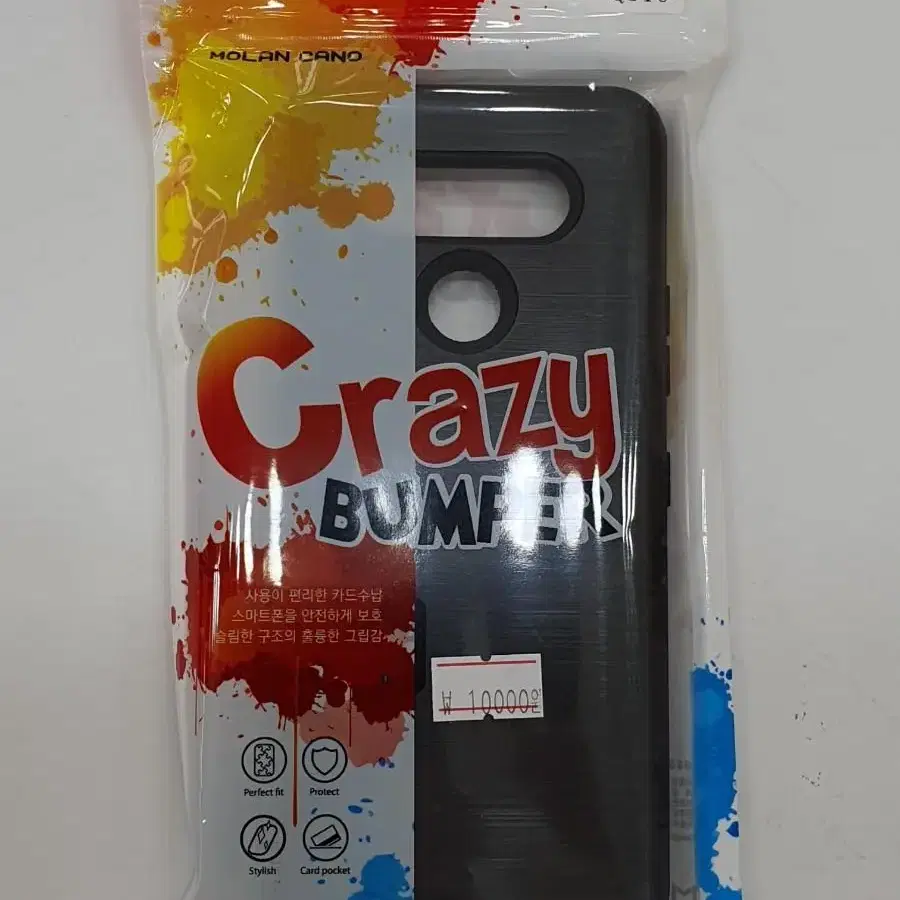 MOLAN CANO
Crazy
BUMPER
사용이 편리한 카드수납
스마트폰을 안전하게 보호
슬림한 구조의 훌륭한 그립감
₩ 10000원
Perfect fit
Protect
Stylish
Card pocket